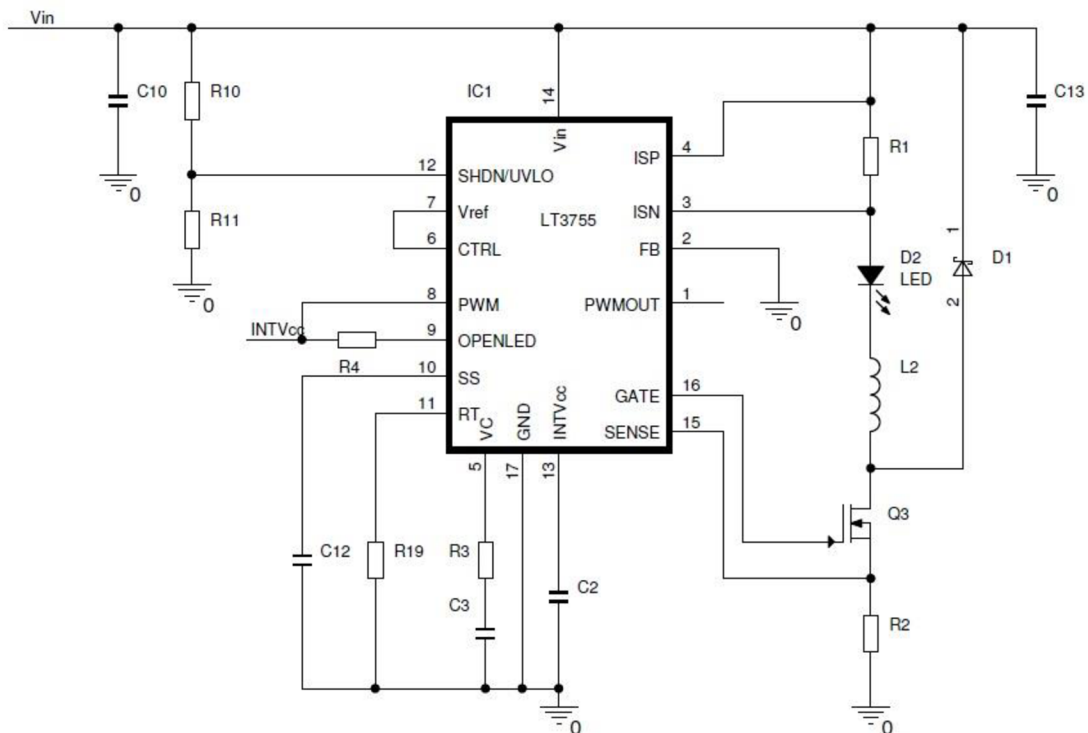 Vin
C10
R10
IC1
14
Vin
C13
4
ISP
R1
12
SHDN/UVLO
0
0
7
Vref
3
ISN
R11
LT3755
6
CTRL
2
FB
1
D2
LED
D1
8
PWM
1
PWMOUT
2
0
0
INTVcc
9
OPENLED
R4
10
SS
L2
16
GATE
11
RT
15
SENSE
VC
GND
INTVcc
5
17
13
Q3
C12
R19
R3
C2
C3
R2
0
0